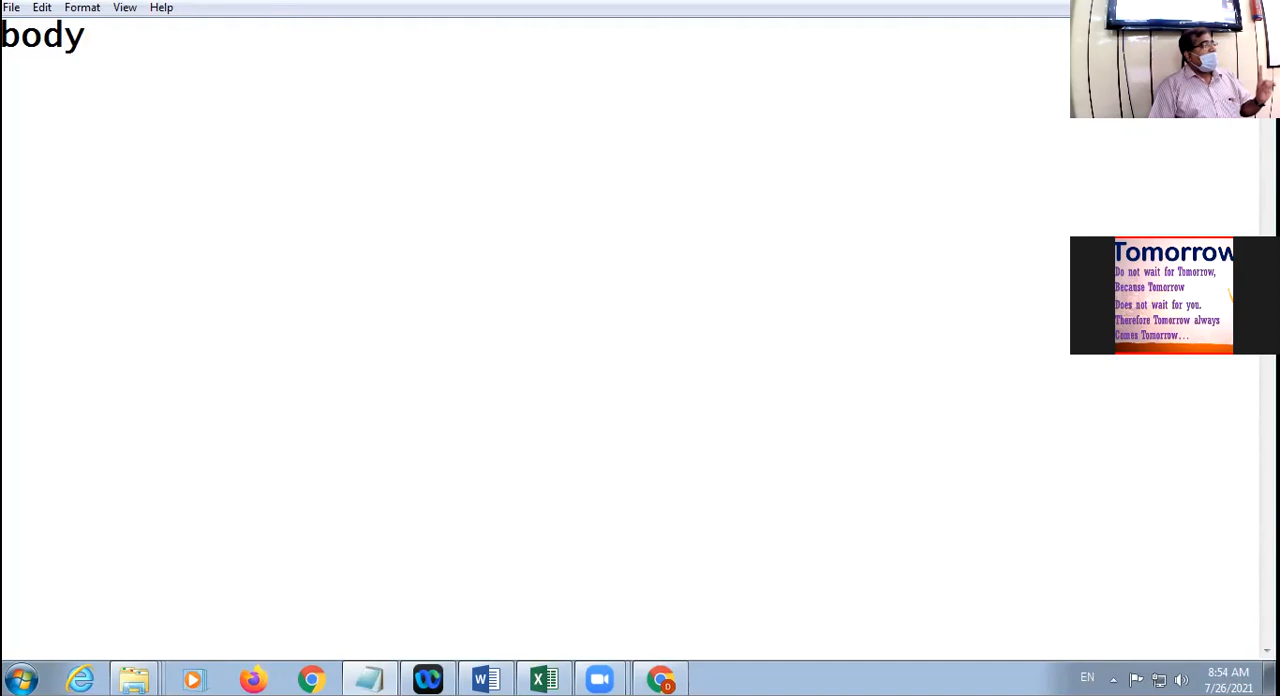 File Edit Format View Help
body
Tomorrow
Do not wait for Tomorrow,
Because Tomorrow
Does not wait for you.
Therefore Tomorrow always
Comes Tomorrow...
EN
8:54 AM
7/26/2021